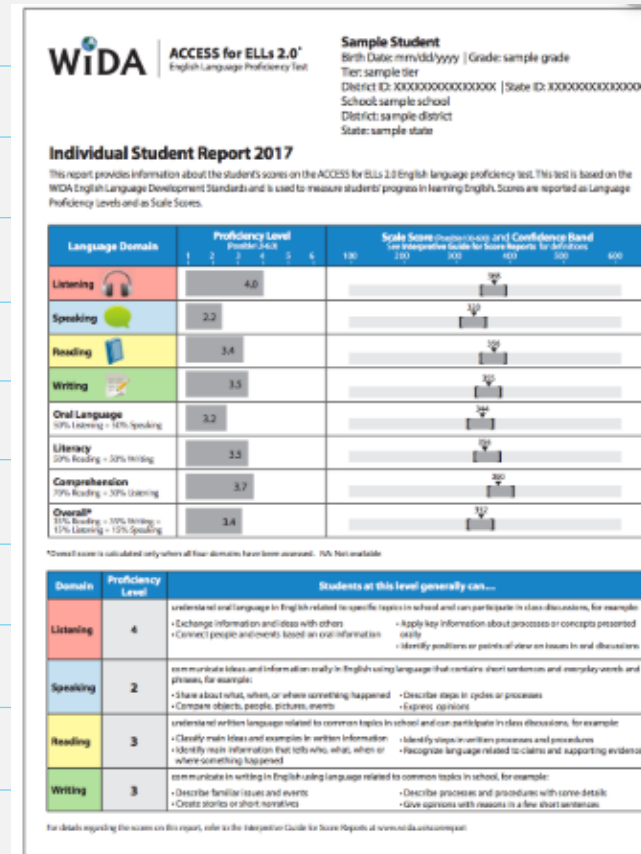 WiDA
ACCESS for ELLs 2.0®
English Language Proficiency Test
Sample Student
Birth Date: mm/dd/yyyy | Grade: sample grade
Tier: sample tier
District ID: XXXXXXXXXXXXXXX | State ID: XXXXXXXXXXXXX
School: sample school
District: sample district
State: sample state
Individual Student Report 2017
This report provides information about the student's scores on the ACCESS for ELLs 2.0 English language proficiency test. This test is based on the
WIDA English Language Development Standards and is used to measure students' progress in learning English. Scores are reported as Language
Proficiency Levels and as Scale Scores.
Language Domain
Proficiency Level
1 2 3 4 5 6
Scale Score and Confidence Band
See Interpretive Guide for Score Reports for definitions
100 200 300 400 500 600
Listening 4.0 368
Speaking 2.2 320
Reading 3.4
Writing 3.5
Oral Language 3.2 344
50% Listening + 50% Speaking
Literacy 3.5
50% Reading + 50% Writing
Comprehension 3.7 360
70% Reading + 30% Listening
Overall* 3.4 352
35% Reading + 35% Writing +
15% Listening + 15% Speaking
*Overall score is calculated only when all four domains have been assessed. NA: Not available
Domain
Proficiency
Level
Students at this level generally can...
Listening 4
understand oral language in English related to specific topics in school and can participate in class discussions, for example:
• Exchange information and ideas with others
• Connect people and events based on oral information
• Apply key information about processes or concepts presented
orally
• Identify positions or points of view on issues in oral discussions
Speaking 2
communicate ideas and information orally in English using language that contains short sentences and everyday words and
phrases, for example:
• Share about what, when, or where something happened
• Compare objects, people, pictures, events
• Describe steps in cycles or processes
• Express opinions
Reading 3
understand written language related to common topics in school and can participate in class discussions, for example:
• Classify main ideas and examples in written information
• Identify main information that tells who, what, when or
where something happened
• Identify steps in written processes and procedures
• Recognize language related to claims and supporting evidence
Writing 3
communicate in writing in English using language related to common topics in school, for example:
• Describe familiar issues and events
• Create stories or short narratives
• Describe processes and procedures with some details
• Give opinions with reasons in a few short sentences
For details regarding the scores on this report, refer to the Interpretive Guide for Score Reports at www.wida.us/scorereport